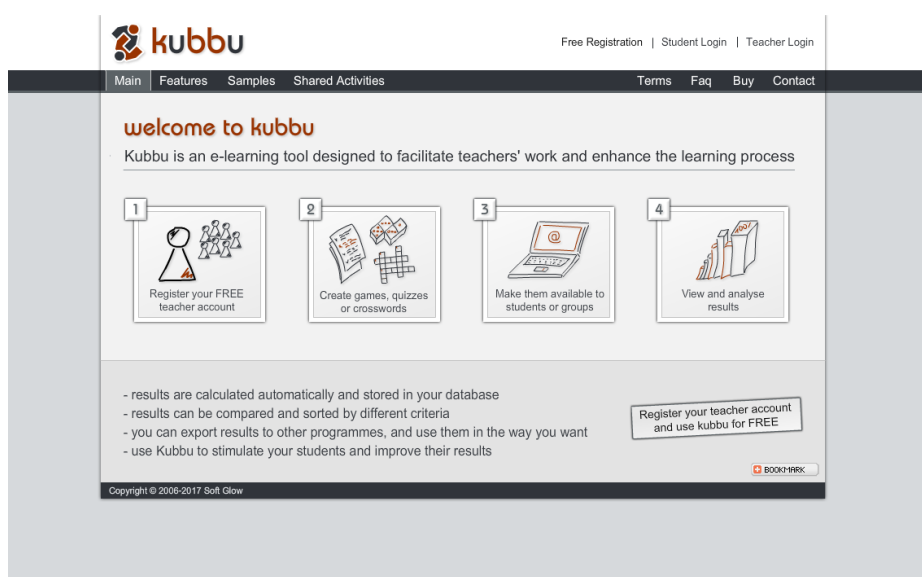 kubbu
Free Registration | Student Login | Teacher Login
Main Features Samples Shared Activities Terms Faq Buy Contact
welcome to kubbu
Kubbu is an e-learning tool designed to facilitate teachers' work and enhance the learning process
1
Register your FREE
teacher account
2
Create games, quizzes
or crosswords
3
@
Make them available to
students or groups
4
View and analyse
results
- results are calculated automatically and stored in your database
- results can be compared and sorted by different criteria
- you can export results to other programmes, and use them in the way you want
- use Kubbu to stimulate your students and improve their results
Register your teacher account
and use kubbu for FREE
BOOKMARK
Copyright © 2006-2017 Soft Glow